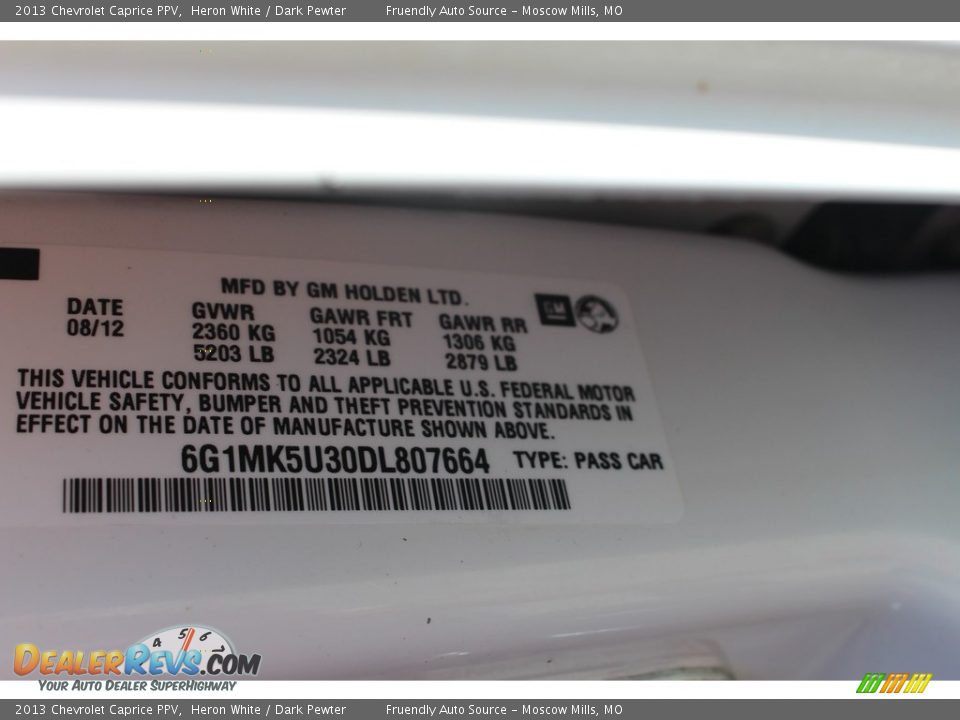 2013 Chevrolet Caprice PPV, Heron White / Dark Pewter Fruendly Auto Source - Moscow Mills, MO
MFD BY GM HOLDEN LTD.
DATE GVWR GAWR FRT GAWR RR GM
08/12 2360 KG 1054 KG 1306 KG
5203 LB 2324 LB 2879 LB
THIS VEHICLE CONFORMS TO ALL APPLICABLE U.S. FEDERAL MOTOR
VEHICLE SAFETY, BUMPER AND THEFT PREVENTION STANDARDS IN
EFFECT ON THE DATE OF MANUFACTURE SHOWN ABOVE.
6G1MK5U30DL807664 TYPE: PASS CAR
4 5 6
DealerRevs.com
Your Auto Dealer SuperHighway
2013 Chevrolet Caprice PPV, Heron White / Dark Pewter Fruendly Auto Source - Moscow Mills, MO